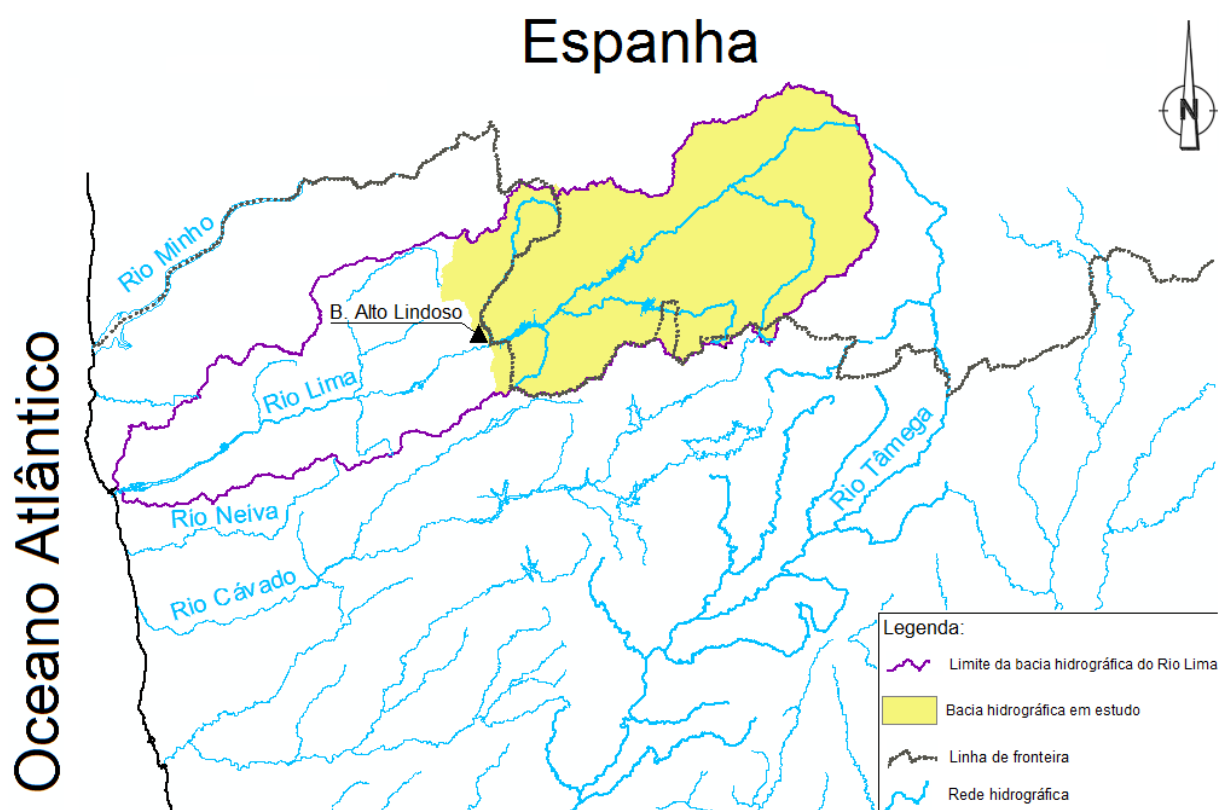 Espanha
N
Rio Minho
B. Alto Lindoso
Rio Lima
Oceano Atlântico
Rio Tâmega
Rio Neiva
Rio Cávado
Legenda:
Limite da bacia hidrográfica do Rio Lima
Bacia hidrográfica em estudo
Linha de fronteira
Rede hidrográfica